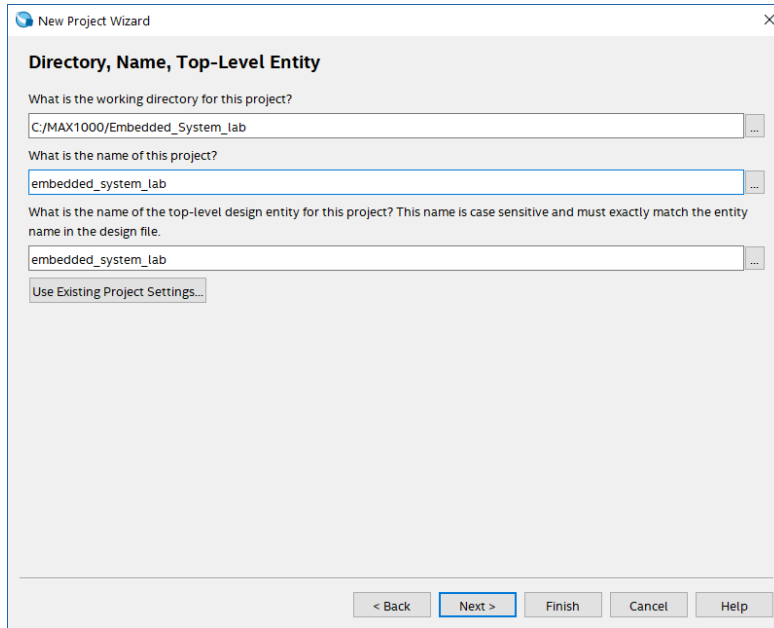 New Project Wizard
Directory, Name, Top-Level Entity
What is the working directory for this project?
C:/MAX1000/Embedded_System_lab
...
What is the name of this project?
embedded_system_lab
...
What is the name of the top-level design entity for this project? This name is case sensitive and must exactly match the entity
name in the design file.
embedded_system_lab
...
Use Existing Project Settings...
< Back Next > Finish Cancel Help